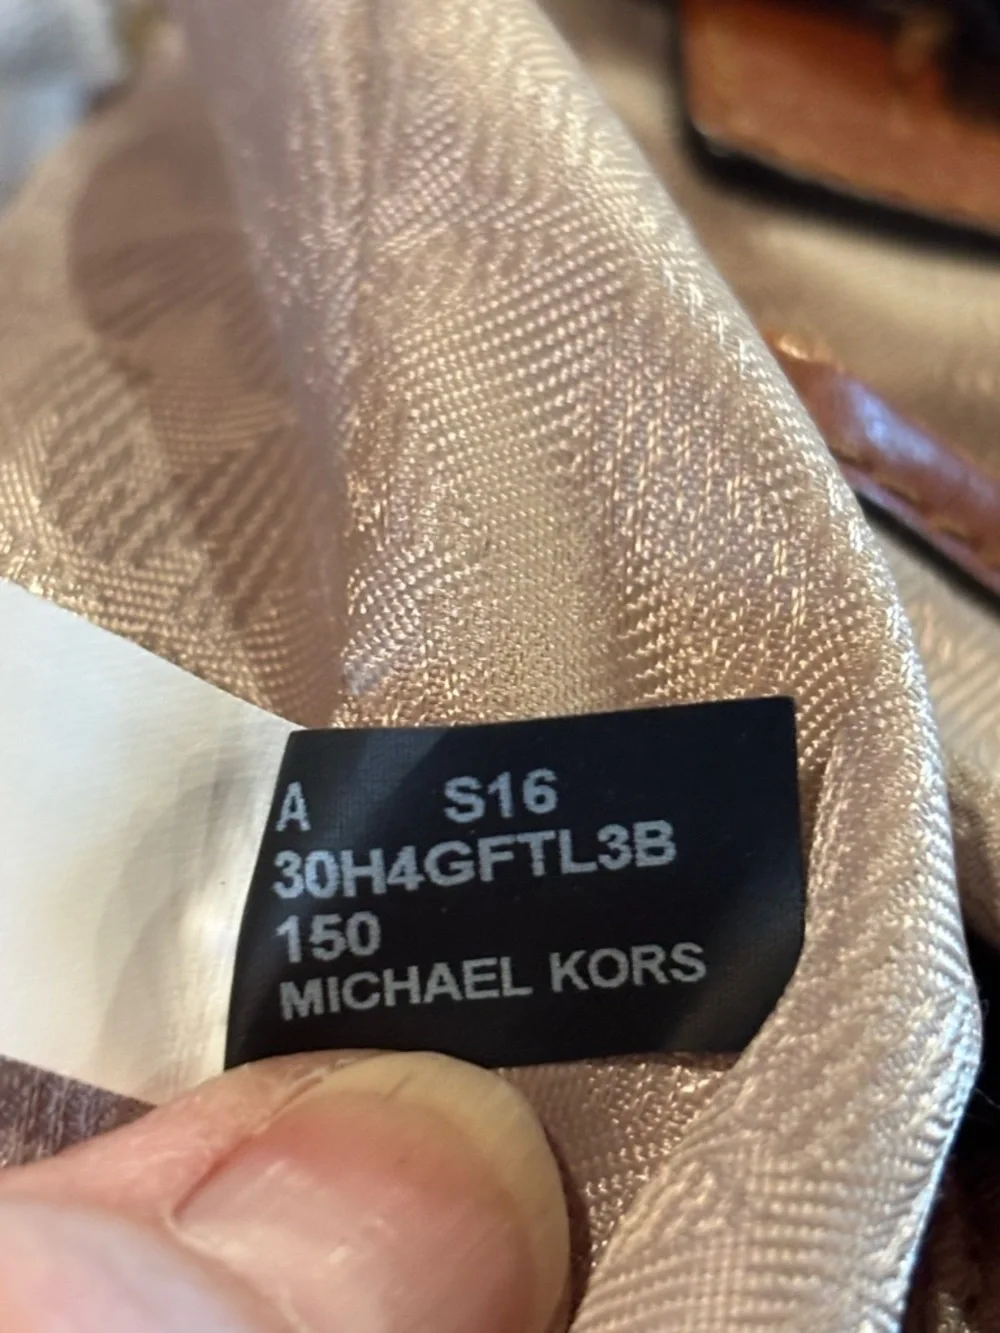 A S16
30H4GFTL3B
150
MICHAEL KORS